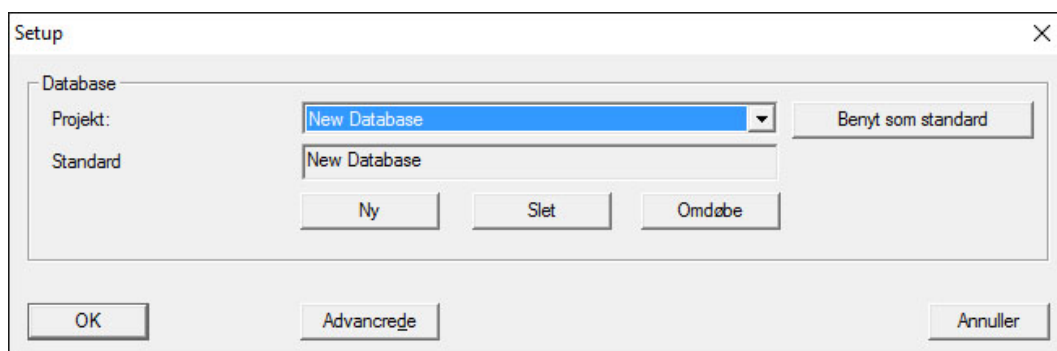 Setup
Database
Projekt: New Database Benyt som standard
Standard New Database
Ny Slet Omdøbe
OK Advancrede Annuller